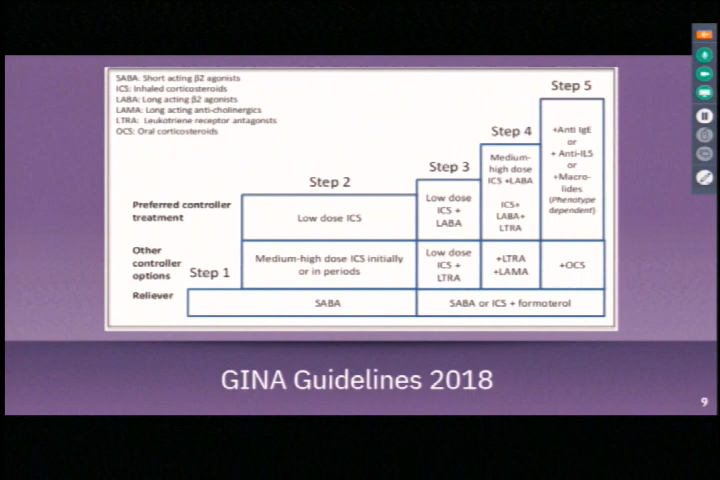 SABA: Short acting β2 agonists
ICS: Inhaled corticosteroids
LABA: Long acting β2 agonists
LAMA: Long acting anti-cholinergics
LTRA: Leukotriene receptor antagonsts
OCS: Oral corticosteroids
Step 5
Step 4
Step 3
Step 2
+Anti IgE
or
+ Anti-IL5
or
+Macro-
lides
(Phenotype
dependent)
Medium-
high dose
ICS +LABA
ICS+
LABA+
LTRA
Low dose
ICS +
LABA
Preferred controller
treatment
Low dose ICS
Other
controller
options
Step 1
Medium-high dose ICS initially
or in periods
Low dose
ICS +
LTRA
+LTRA
+LAMA
+OCS
Reliever
SABA
SABA or ICS + formoterol
GINA Guidelines 2018
9